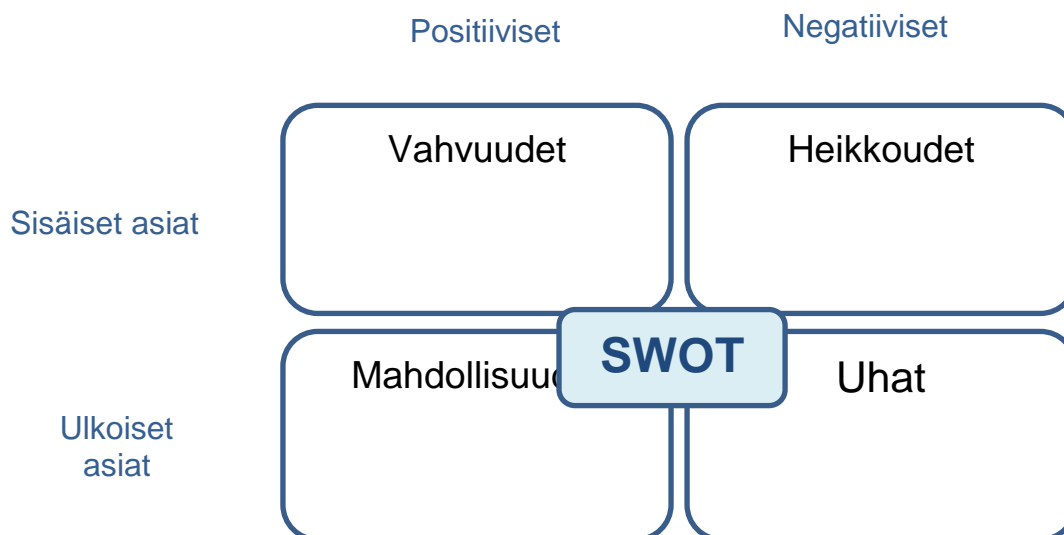 Positiiviset
Negatiiviset
Vahvuudet
Heikkoudet
Sisäiset asiat
SWOT
Uhat
Ulkoiset
asiat